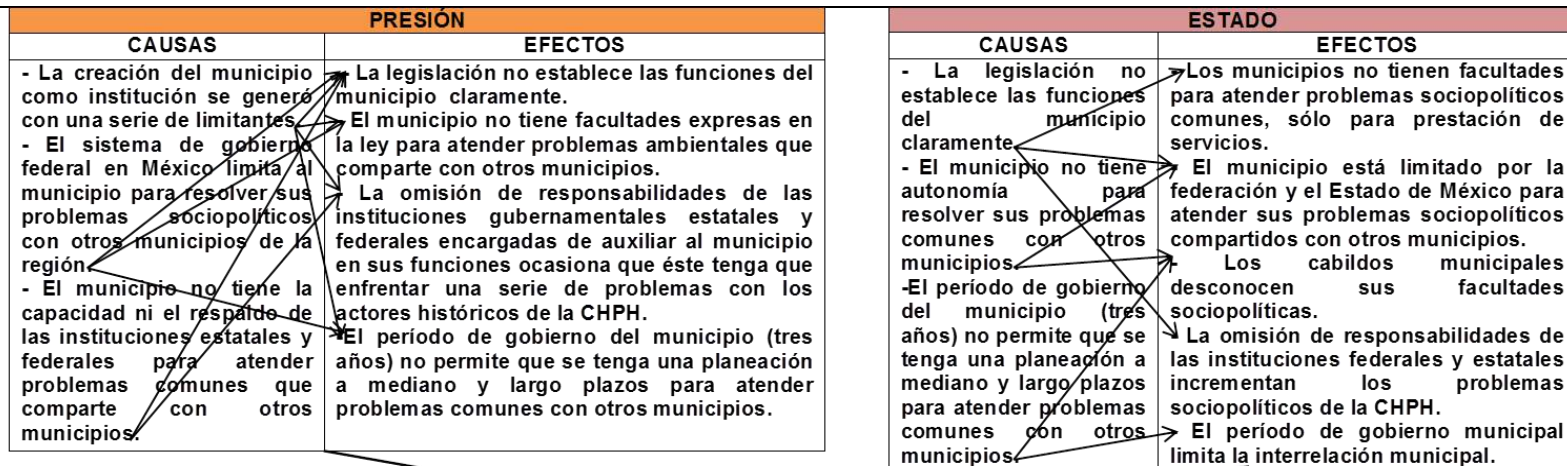 PRESIÓN
CAUSAS
EFECTOS
- La creación del municipio
como institución se generó
con una serie de limitantes.
- El sistema de gobierno
federal en México limita al
municipio para resolver sus
problemas sociopolíticos
con otros municipios de la
región.
- El municipio no tiene la
capacidad ni el respaldo de
las instituciones estatales y
federales para atender
problemas comunes que
comparte con otros
municipios.
- La legislación no establece las funciones del
municipio claramente.
- El municipio no tiene facultades expresas en
la ley para atender problemas ambientales que
comparte con otros municipios.
- La omisión de responsabilidades de las
instituciones gubernamentales estatales y
federales encargadas de auxiliar al municipio
en sus funciones ocasiona que éste tenga que
enfrentar una serie de problemas con los
actores históricos de la CHPH.
-El período de gobierno del municipio (tres
años) no permite que se tenga una planeación
a mediano y largo plazos para atender
problemas comunes con otros municipios.
ESTADO
CAUSAS
EFECTOS
- La legislación no
establece las funciones
del municipio
claramente.
- El municipio no tiene
autonomía para
resolver sus problemas
comunes con otros
municipios.
-El período de gobierno
del municipio (tres
años) no permite que se
tenga una planeación a
mediano y largo plazos
para atender problemas
comunes con otros
municipios.
-Los municipios no tienen facultades
para atender problemas sociopolíticos
comunes, sólo para prestación de
servicios.
- El municipio está limitado por la
federación y el Estado de México para
atender sus problemas sociopolíticos
compartidos con otros municipios.
- Los cabildos municipales
desconocen sus facultades
sociopolíticas.
- La omisión de responsabilidades de
las instituciones federales y estatales
incrementan los problemas
sociopolíticos de la CHPH.
- El período de gobierno municipal
limita la interrelación municipal.